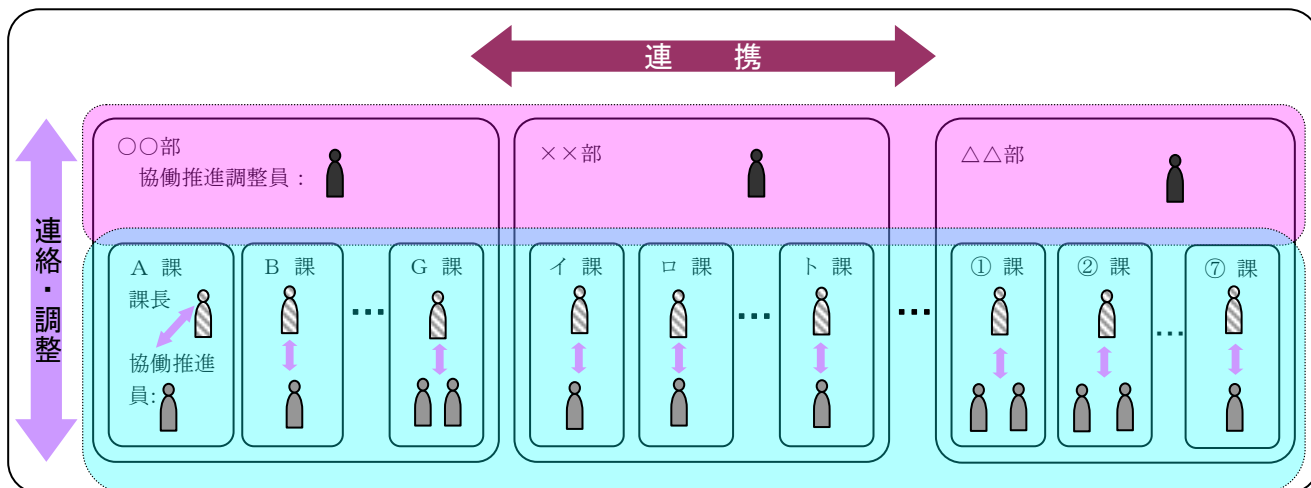 連　携
○○部
協働推進調整員：
××部
△△部
連絡・調整
A 課
課長
協働推進
員:
B 課
…
G 課
イ 課
ロ 課
…
ト 課
…
① 課
② 課
…
⑦ 課